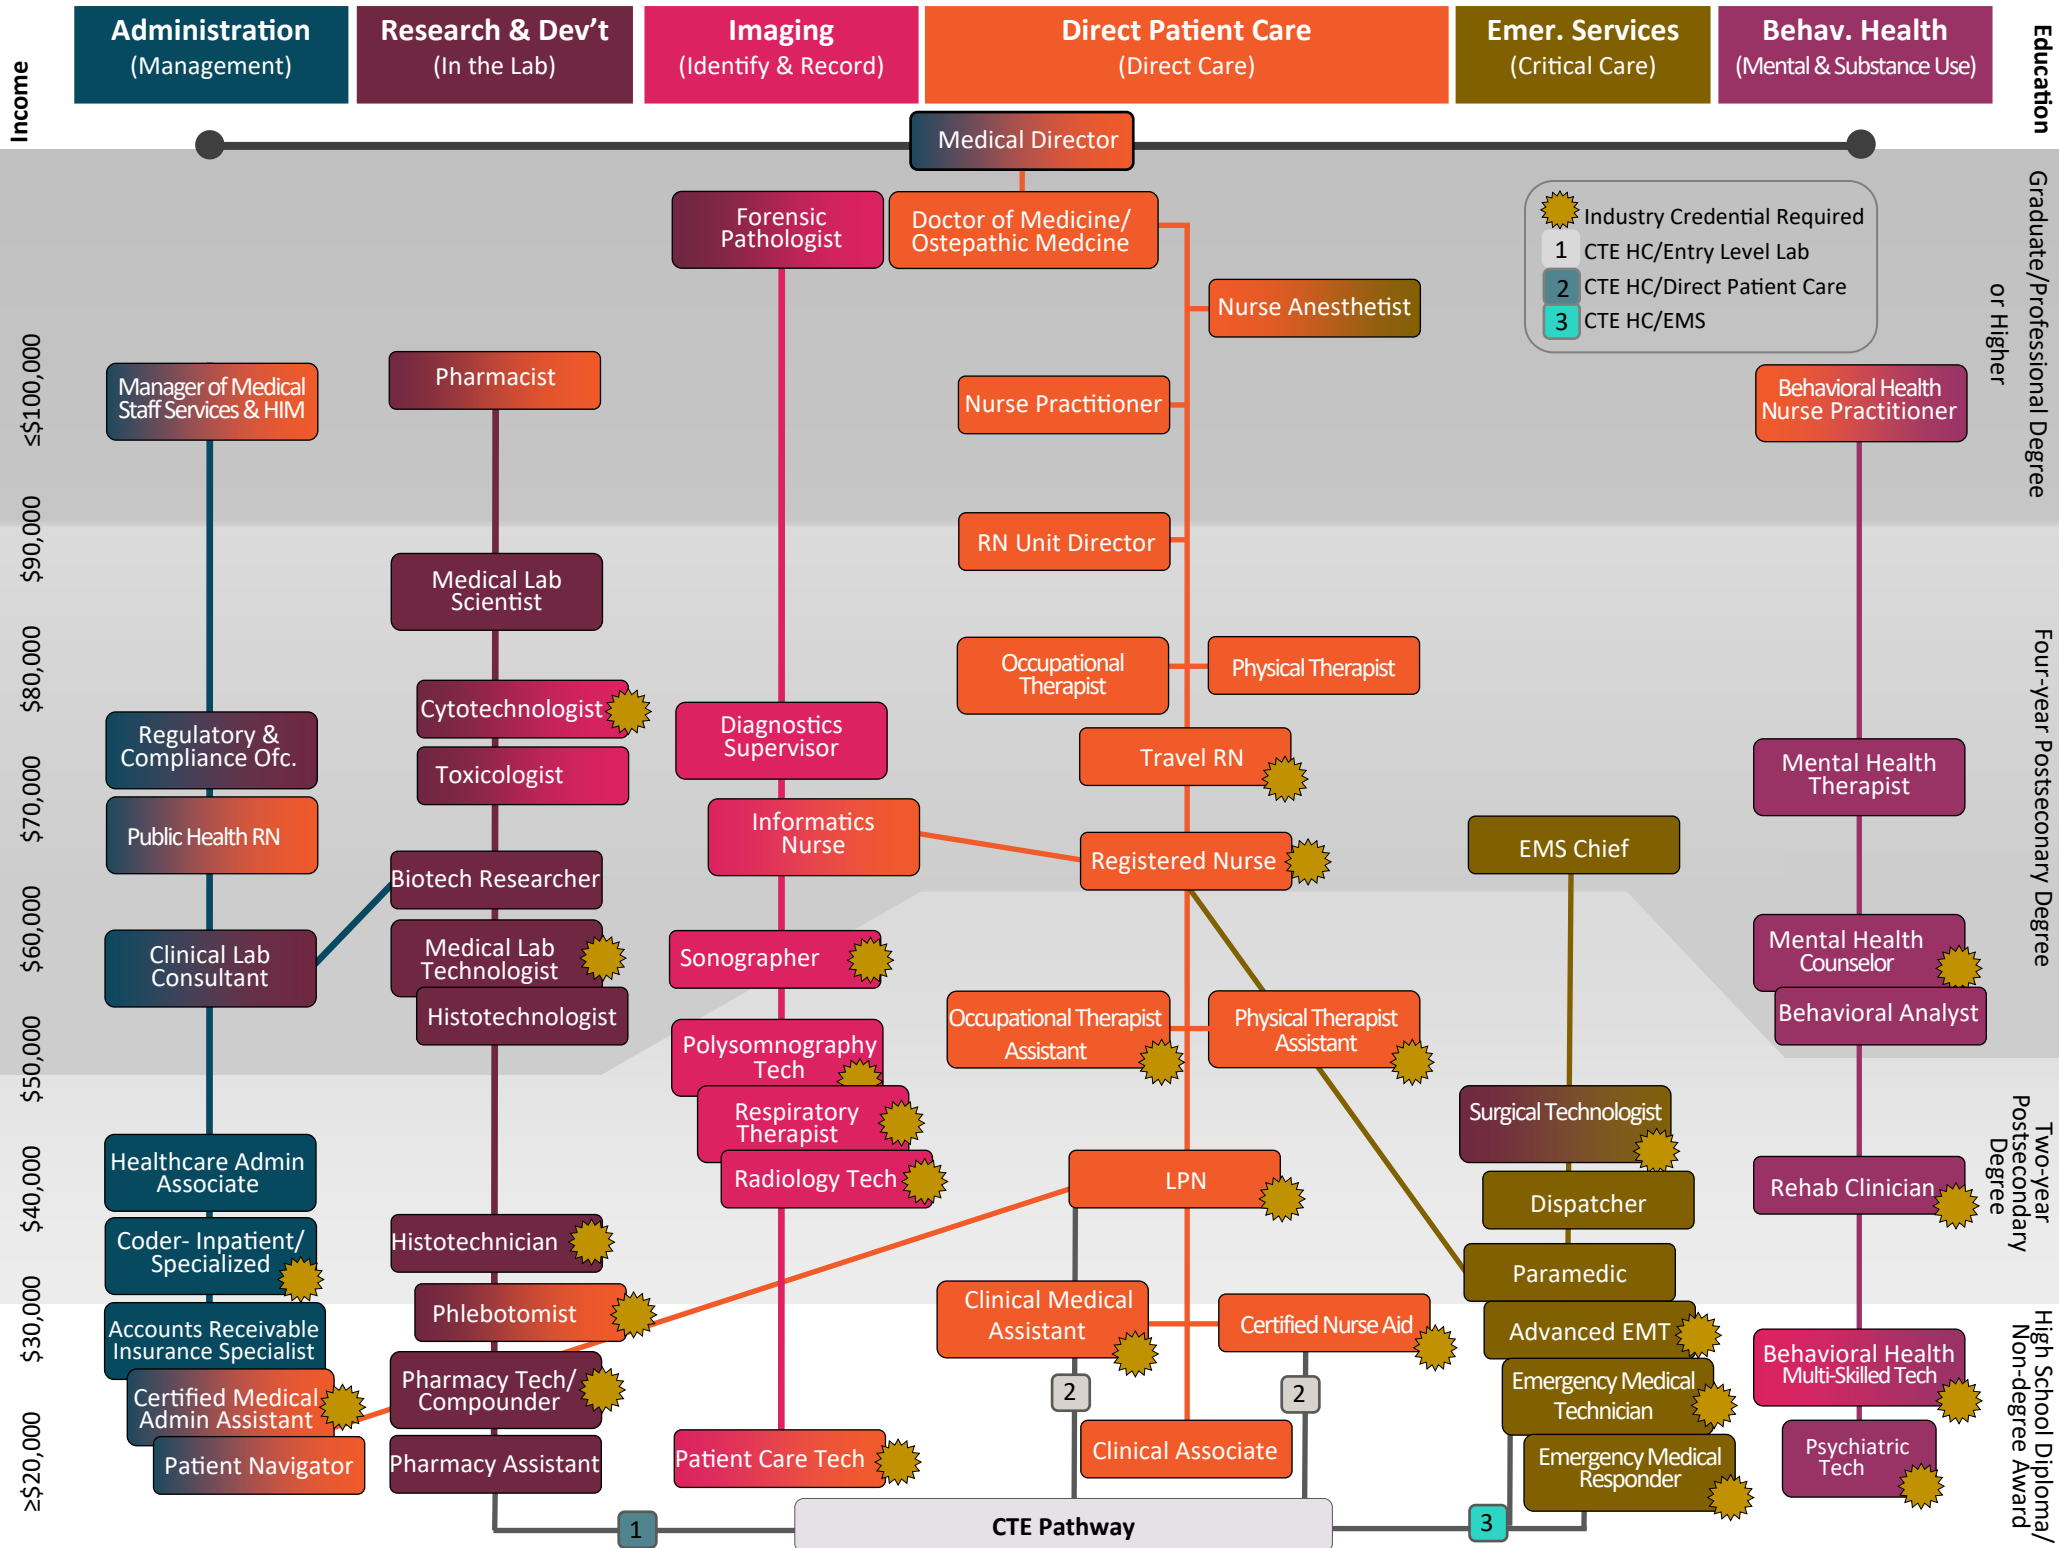 Administration
(Management)
Research & Dev't
(In the Lab)
Imaging
(Identify & Record)
Direct Patient Care
(Direct Care)
Emer. Services
(Critical Care)
Behav. Health
(Mental & Substance Use)
Income
Education
Medical Director
Forensic
Pathologist
Doctor of Medicine/
Ostepathic Medcine
Nurse Anesthetist
Industry Credential Required
1 CTE HC/Entry Level Lab
2 CTE HC/Direct Patient Care
3 CTE HC/EMS
Graduate/Professional Degree
or Higher
≤$100,000
Manager of Medical
Staff Services & HIM
Pharmacist
Nurse Practitioner
Behavioral Health
Nurse Practitioner
$90,000
RN Unit Director
Medical Lab
Scientist
$80,000
Occupational
Therapist
Physical Therapist
Four-year Postseconary Degree
Cytotechnologist
Regulatory &
Compliance Ofc.
Diagnostics
Supervisor
Travel RN
Toxicologist
Mental Health
Therapist
$70,000
Public Health RN
Informatics
Nurse
Registered Nurse
EMS Chief
Biotech Researcher
$60,000
Clinical Lab
Consultant
Medical Lab
Technologist
Sonographer
Mental Health
Counselor
Histotechnologist
Occupational Therapist
Assistant
Physical Therapist
Assistant
Behavioral Analyst
$50,000
Polysomnography
Tech
Respiratory
Therapist
Surgical Technologist
Two-year
Postsecondary
Degree
$40,000
Healthcare Admin
Associate
Radiology Tech
LPN
Dispatcher
Rehab Clinician
Coder- Inpatient/
Specialized
Histotechnician
Paramedic
$30,000
Accounts Receivable
Insurance Specialist
Phlebotomist
Clinical Medical
Assistant
Certified Nurse Aid
Advanced EMT
Behavioral Health
Multi-Skilled Tech
High School Diploma/
Non-degree Award
Certified Medical
Admin Assistant
Pharmacy Tech/
Compounder
2
2
Emergency Medical
Technician
≥$20,000
Patient Navigator
Pharmacy Assistant
Patient Care Tech
Clinical Associate
Emergency Medical
Responder
Psychiatric
Tech
1
CTE Pathway
3